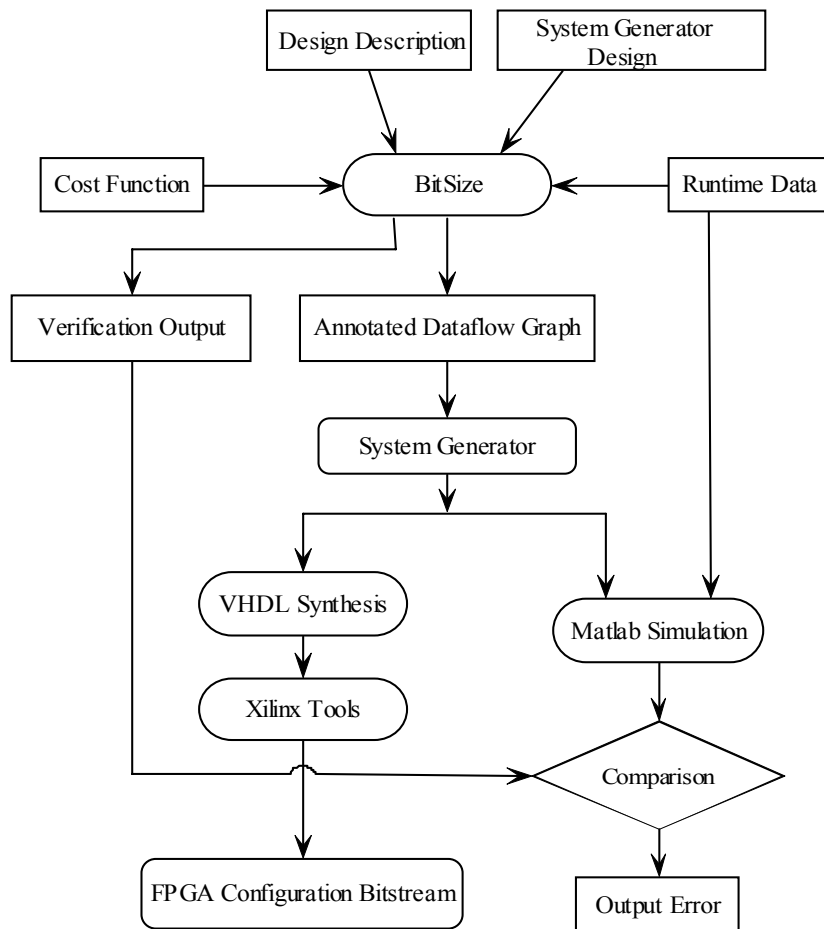 Design Description
System Generator
Design
Cost Function
BitSize
Runtime Data
Verification Output
Annotated Dataflow Graph
System Generator
VHDL Synthesis
Matlab Simulation
Xilinx Tools
Comparison
FPGA Configuration Bitstream
Output Error